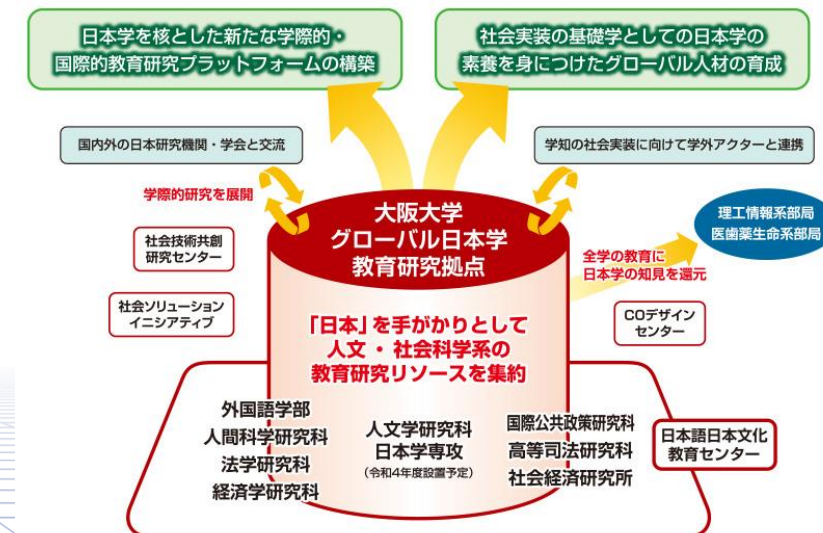 日本学を核とした新たな学際的・
国際的教育研究プラットフォームの構築
社会実装の基礎学としての日本学の
素養を身につけたグローバル人材の育成
国内外の日本研究機関・学会と交流
学知の社会実装に向けて学外アクターと連携
学際的研究を展開
大阪大学
グローバル日本学
教育研究拠点
理工情報系部局
医歯薬生命系部局
社会技術共創
研究センター
全学の教育に
日本学の知見を還元
社会ソリューション
イニシアティブ
COデザイン
センター
「日本」を手がかりとして
人文・社会科学系の
教育研究リソースを集約
外国語学部
人間科学研究科
法学研究科
経済学研究科
人文学研究科
日本学専攻
（令和4年度設置予定）
国際公共政策研究科
高等司法研究科
社会経済研究所
日本語日本文化
教育センター